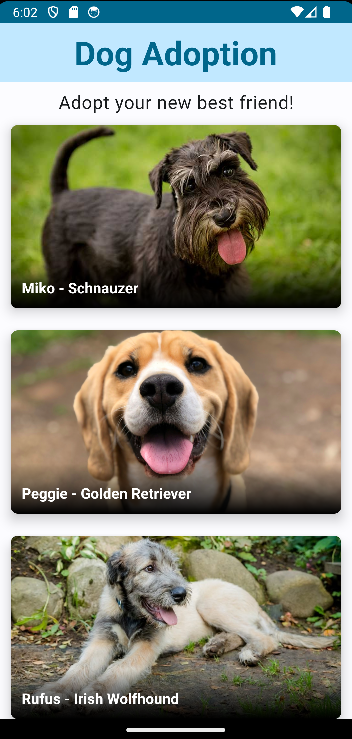 6:02
Dog Adoption
Adopt your new best friend!
Miko - Schnauzer
Peggie - Golden Retriever
Rufus - Irish Wolfhound